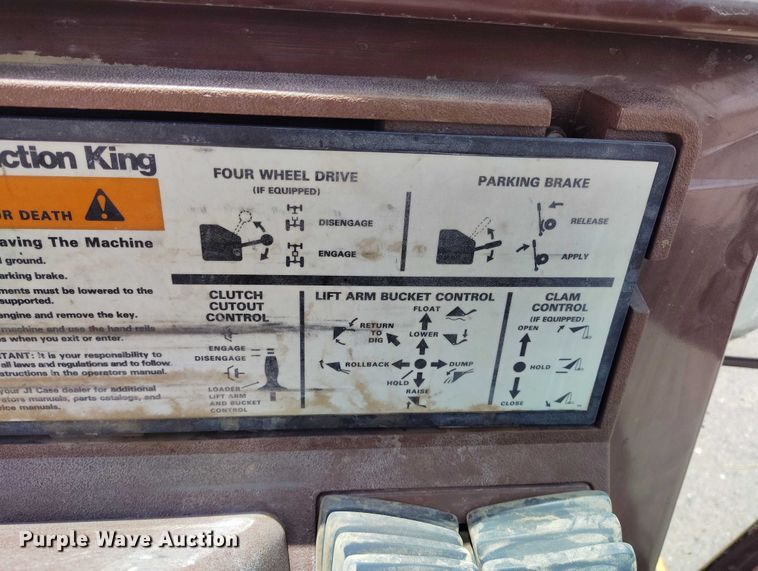 ction King
R DEATH
aving The Machine
ground.
arking brake.
ments must be lowered to the
supported.
engine and remove the key.
machine and use the hand rails
s when you exit or enter.
TANT: It is your responsibility to
all laws and regulations and to follow
instructions in the operators manual.
your JI Case dealer for additional
rators manuals, parts catalogs, and
vice manuals.
FOUR WHEEL DRIVE
(IF EQUIPPED)
DISENGAGE
ENGAGE
PARKING BRAKE
RELEASE
APPLY
CLUTCH
CUTOUT
CONTROL
ENGAGE
DISENGAGE
LOADER
LIFT ARM
AND BUCKET
CONTROL
LIFT ARM BUCKET CONTROL
FLOAT
RETURN
TO
DIG
LOWER
ROLLBACK
DUMP
HOLD
RAISE
CLAM
CONTROL
(IF EQUIPPED)
OPEN
HOLD
CLOSE
Purple Wave Auction